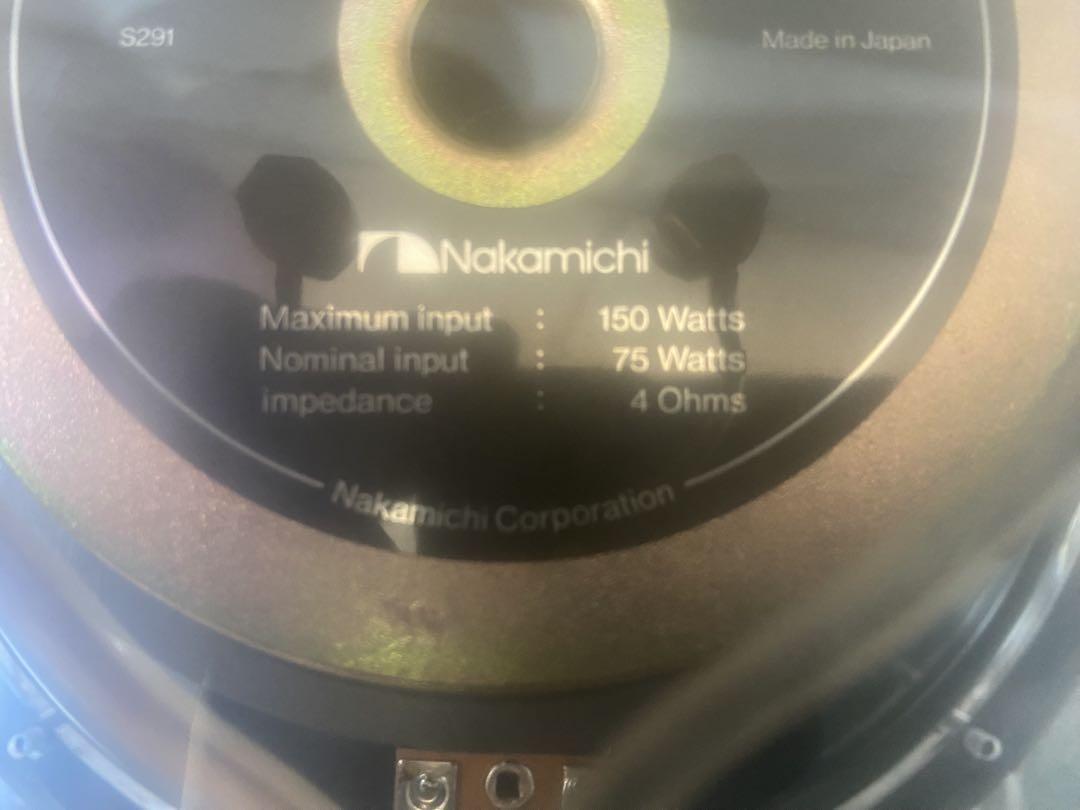 S291
Made in Japan
Nakamichi
Maximum input : 150 Watts
Nominal input : 75 Watts
impedance : 4 Ohms
Nakamichi Corporation